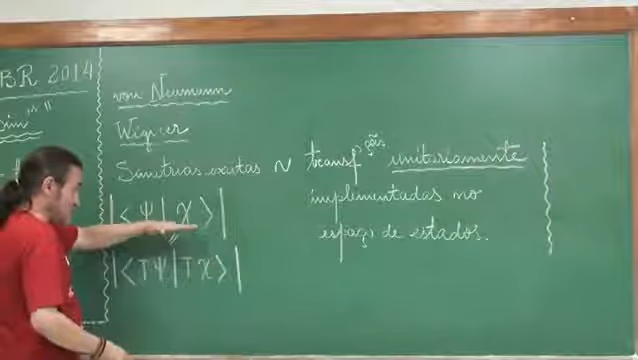 BR 2014
von Neumann
Wigner
Simetrias exatas ~ transf ções unitariamente
implementadas no
espaço de estados.
|<Ψ|χ>|
=
|<TΨ|Tχ>|